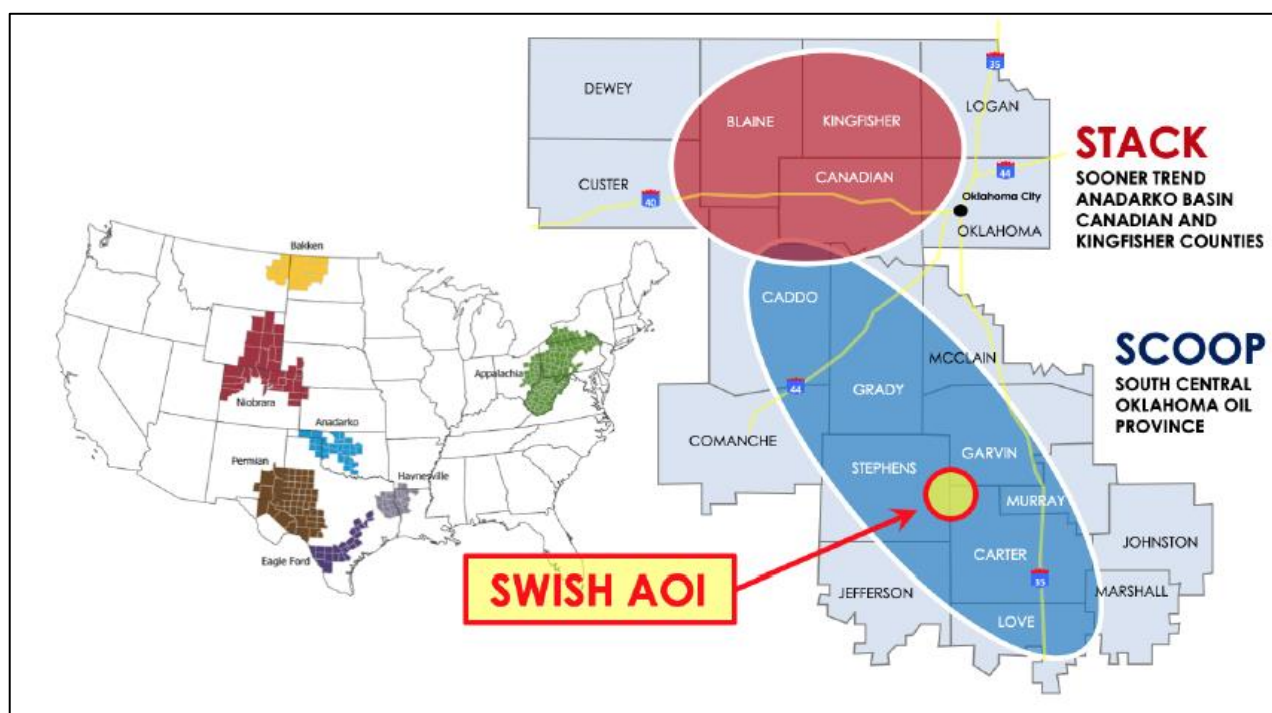 Bakken
Niobrara
Appalachia
Anadarko
Permian
Haynesville
Eagle Ford
DEWEY
BLAINE
KINGFISHER
LOGAN
35
CUSTER
CANADIAN
40
44
Oklahoma City
OKLAHOMA
STACK
SOONER TREND
ANADARKO BASIN
CANADIAN AND
KINGFISHER COUNTIES
CADDO
MCCLAIN
GRADY
44
COMANCHE
STEPHENS
GARVIN
MURRAY
CARTER
JOHNSTON
35
MARSHALL
JEFFERSON
LOVE
SCOOP
SOUTH CENTRAL
OKLAHOMA OIL
PROVINCE
SWISH AOI